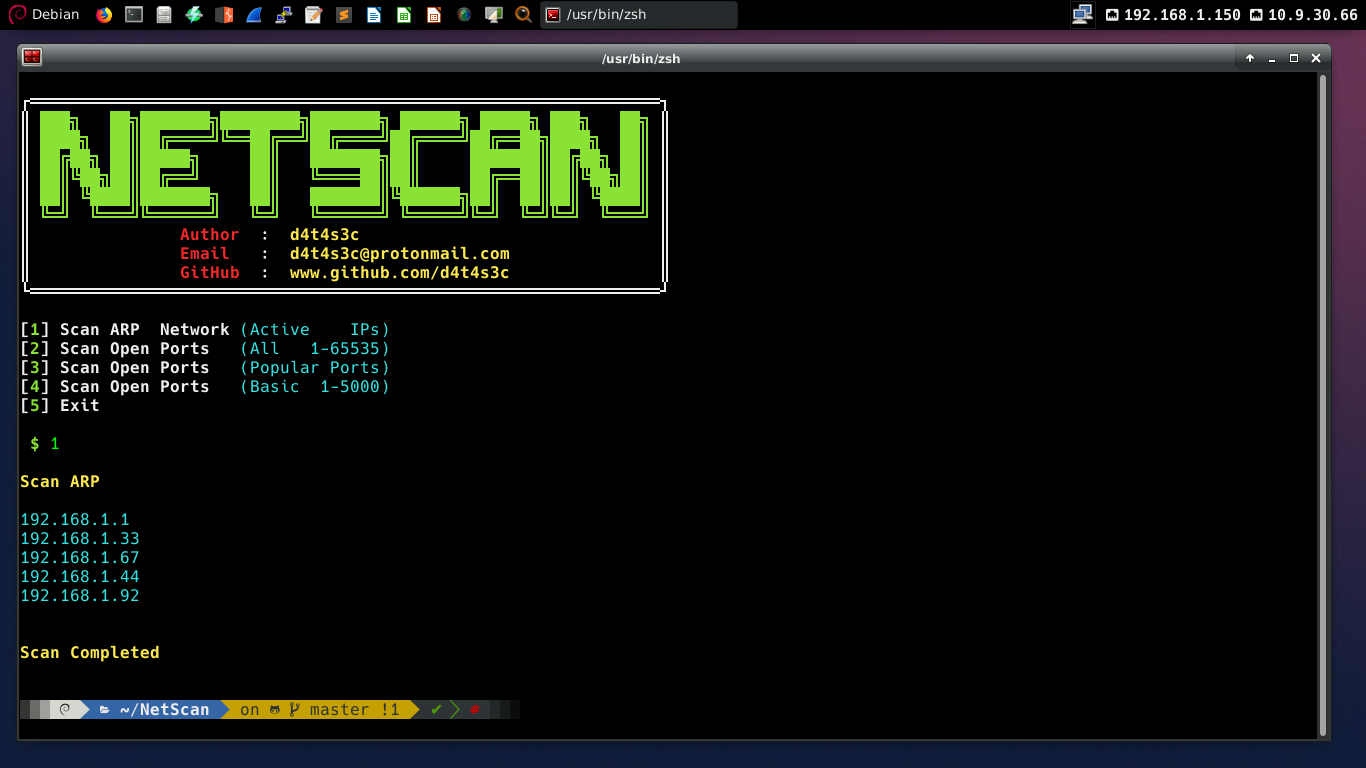 Debian /usr/bin/zsh 192.168.1.150 10.9.30.66
/usr/bin/zsh
NETSCAN
Author : d4t4s3c
Email : d4t4s3c@protonmail.com
GitHub : www.github.com/d4t4s3c
[1] Scan ARP  Network (Active    IPs)
[2] Scan Open Ports   (All   1-65535)
[3] Scan Open Ports   (Popular Ports)
[4] Scan Open Ports   (Basic  1-5000)
[5] Exit
$ 1
Scan ARP
192.168.1.1
192.168.1.33
192.168.1.67
192.168.1.44
192.168.1.92
Scan Completed
~/NetScan on master !1 ✔